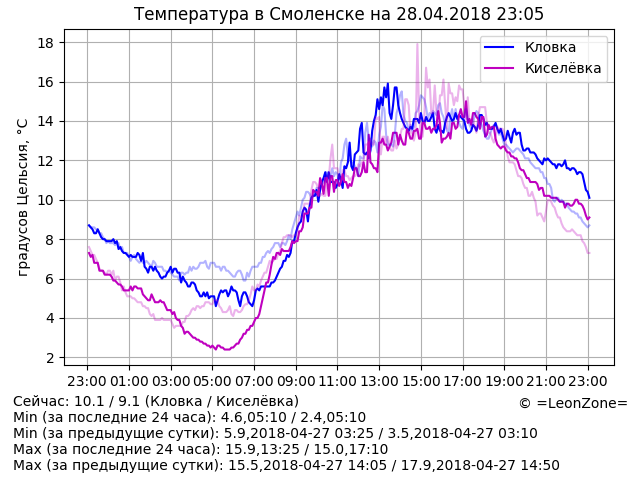 Температура в Смоленске на 28.04.2018 23:05
Кловка
Киселёвка
градусов Цельсия, °C
18
16
14
12
10
8
6
4
2
23:00 01:00 03:00 05:00 07:00 09:00 11:00 13:00 15:00 17:00 19:00 21:00 23:00
Сейчас: 10.1 / 9.1 (Кловка / Киселёвка)
© =LeonZone=
Min (за последние 24 часа): 4.6,05:10 / 2.4,05:10
Min (за предыдущие сутки): 5.9,2018-04-27 03:25 / 3.5,2018-04-27 03:10
Max (за последние 24 часа): 15.9,13:25 / 15.0,17:10
Max (за предыдущие сутки): 15.5,2018-04-27 14:05 / 17.9,2018-04-27 14:50